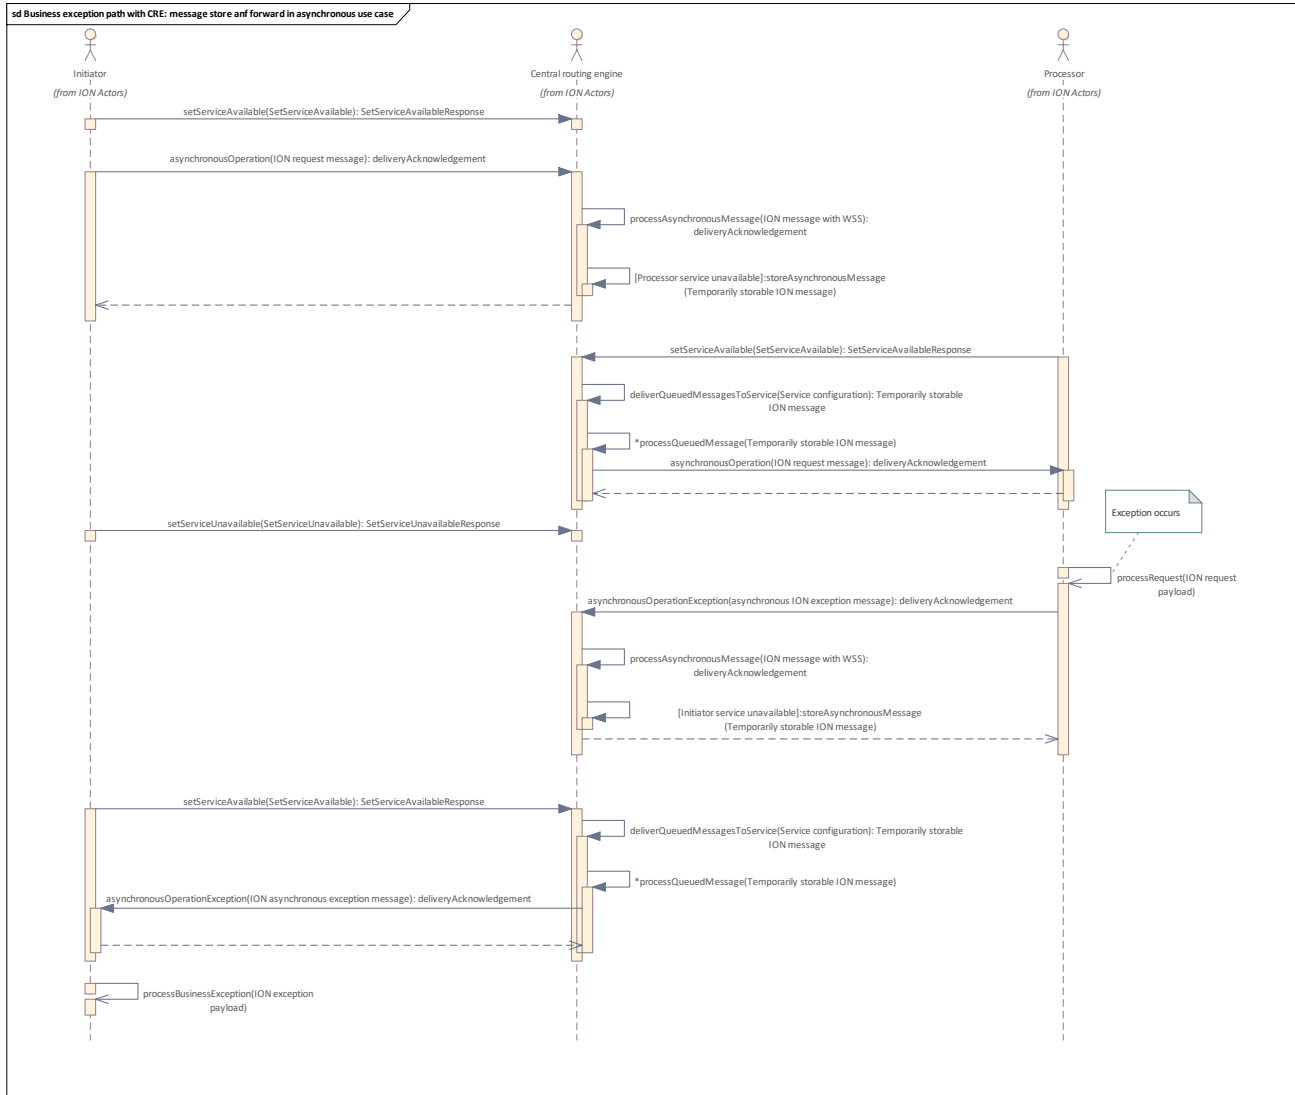 sd Business exception path with CRE: message store anf forward in asynchronous use case
Initiator
(from ION Actors)
Central routing engine
(from ION Actors)
Processor
(from ION Actors)
setServiceAvailable(SetServiceAvailable): SetServiceAvailableResponse
asynchronousOperation(ION request message): deliveryAcknowledgement
processAsynchronousMessage(ION message with WSS):
deliveryAcknowledgement
[Processor service unavailable]:storeAsynchronousMessage
(Temporarily storable ION message)
setServiceAvailable(SetServiceAvailable): SetServiceAvailableResponse
deliverQueuedMessagesToService(Service configuration): Temporarily storable
ION message
*processQueuedMessage(Temporarily storable ION message)
asynchronousOperation(ION request message): deliveryAcknowledgement
Exception occurs
setServiceUnavailable(SetServiceUnavailable): SetServiceUnavailableResponse
processRequest(ION request
payload)
asynchronousOperationException(asynchronous ION exception message): deliveryAcknowledgement
processAsynchronousMessage(ION message with WSS):
deliveryAcknowledgement
[Initiator service unavailable]:storeAsynchronousMessage
(Temporarily storable ION message)
setServiceAvailable(SetServiceAvailable): SetServiceAvailableResponse
deliverQueuedMessagesToService(Service configuration): Temporarily storable
ION message
*processQueuedMessage(Temporarily storable ION message)
asynchronousOperationException(ION asynchronous exception message): deliveryAcknowledgement
processBusinessException(ION exception
payload)